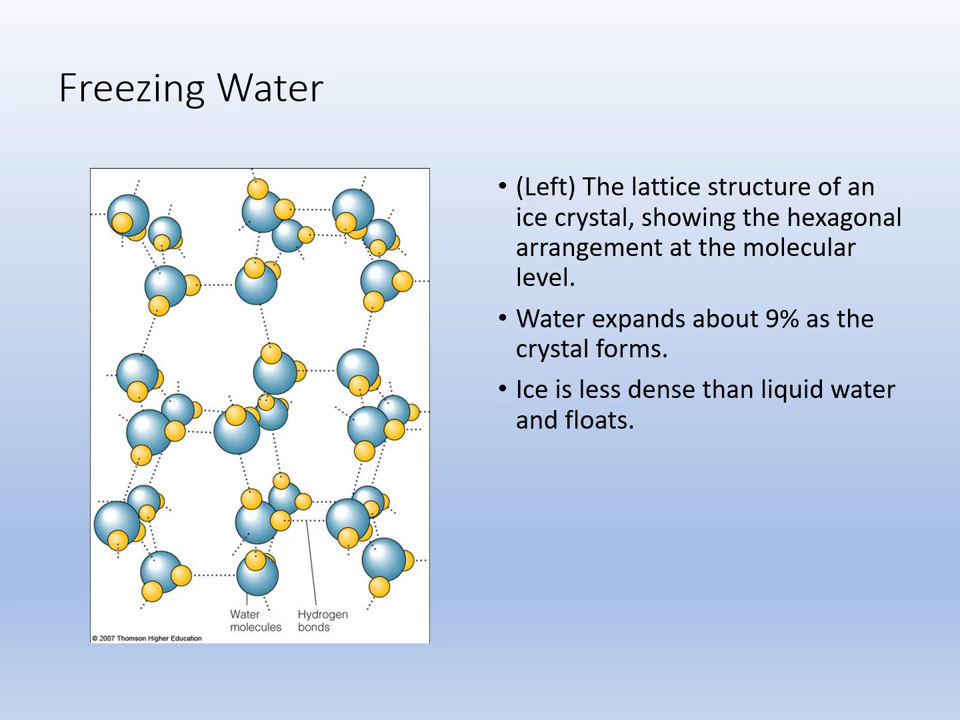 Freezing Water
• (Left) The lattice structure of an
ice crystal, showing the hexagonal
arrangement at the molecular
level.
• Water expands about 9% as the
crystal forms.
• Ice is less dense than liquid water
and floats.
Water
molecules
Hydrogen
bonds
© 2007 Thomson Higher Education